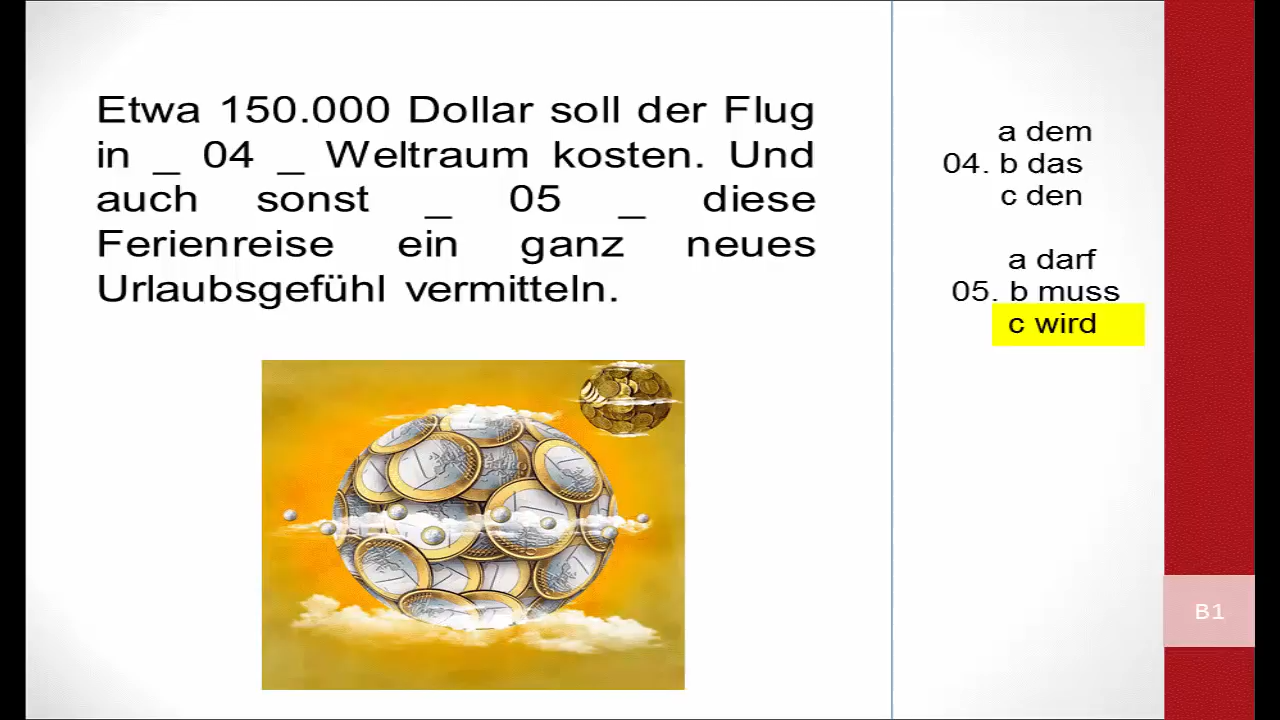 Etwa 150.000 Dollar soll der Flug
in _ 04 _ Weltraum kosten. Und
auch sonst _ 05 _ diese
Ferienreise ein ganz neues
Urlaubsgefühl vermitteln.
a dem
04. b das
c den
a darf
05. b muss
c wird
B1